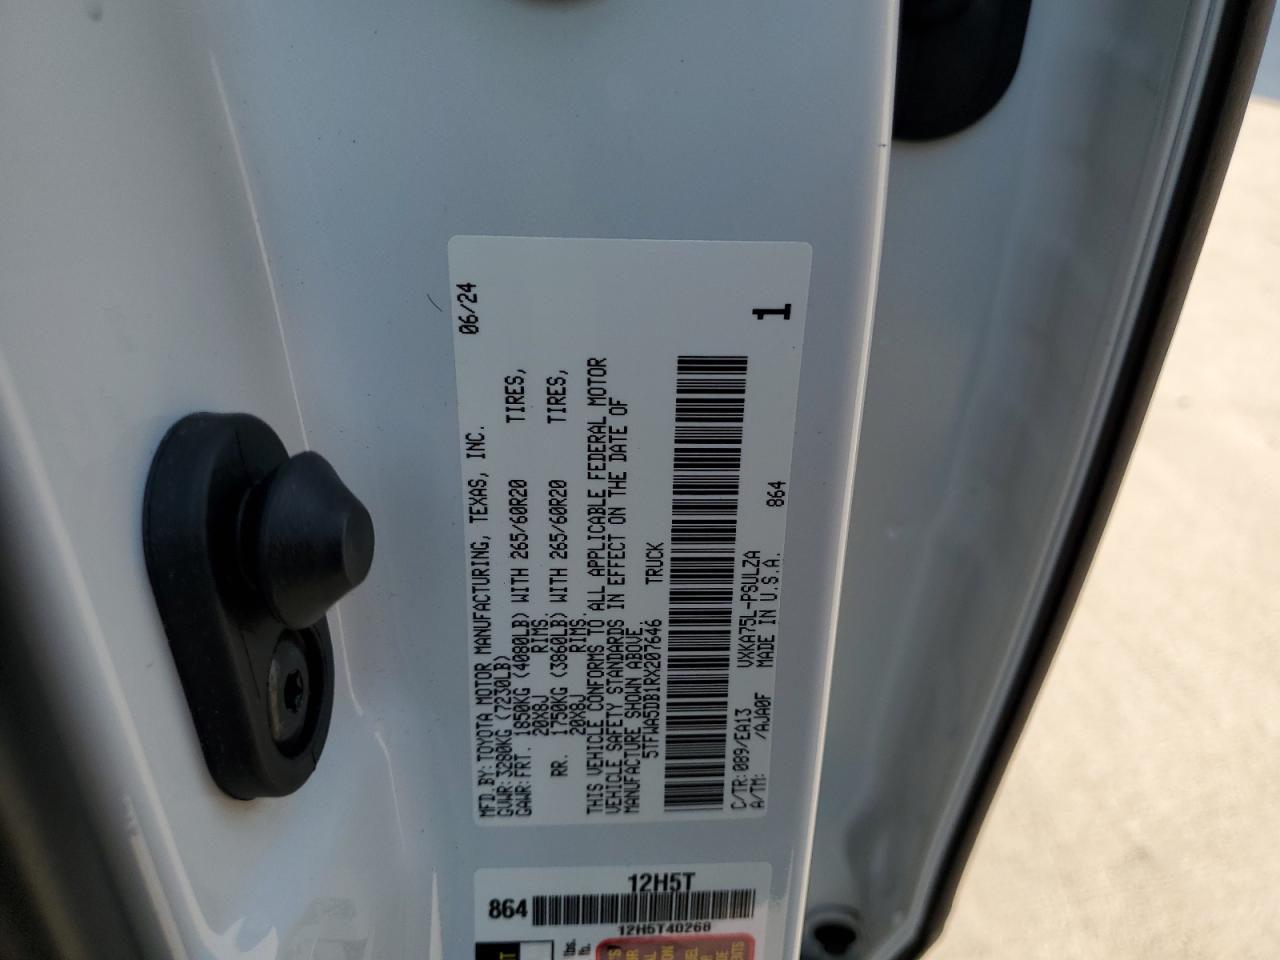 06/24
MFD.BY:TOYOTA MOTOR MANUFACTURING, TEXAS, INC.
GVWR:3280KG (7230LB)
GAWR:FRT. 1850KG (4080LB) WITH 265/60R20 TIRES,
20X8J RIMS.
RR. 1750KG (3860LB) WITH 265/60R20 TIRES,
20X8J RIMS.
THIS VEHICLE CONFORMS TO ALL APPLICABLE FEDERAL MOTOR
VEHICLE SAFETY STANDARDS IN EFFECT ON THE DATE OF
MANUFACTURE SHOWN ABOVE.
5TFWA5DB1RX207646 TRUCK
C/TR:089/EA13 VXKA75L-PSULZA 864
A/TM: /AJA0F MADE IN U.S.A.
1
12H5T
864
12H5T40268
lbs.